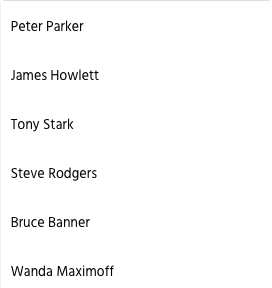 Peter Parker
James Howlett
Tony Stark
Steve Rodgers
Bruce Banner
Wanda Maximoff